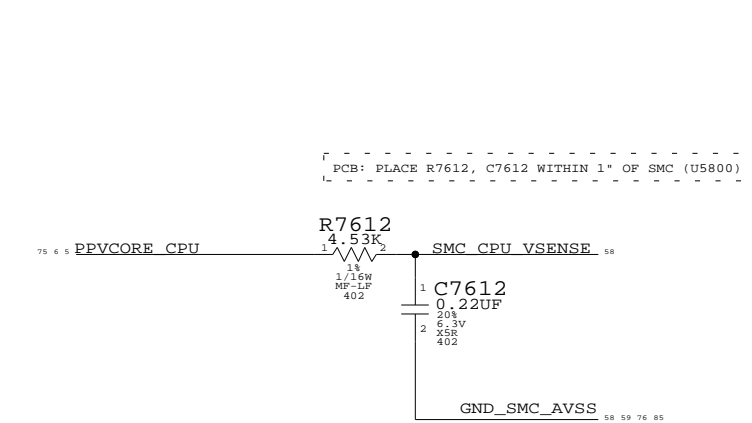 PCB: PLACE R7612, C7612 WITHIN 1" OF SMC (U5800)
R7612
4.53K
75 6 5 PPVCORE_CPU 1 2 SMC_CPU_VSENSE 58
1%
1/16W
MF-LF
402
1 C7612
0.22UF
20%
6.3V
2 X5R
402
GND_SMC_AVSS 58 59 76 85